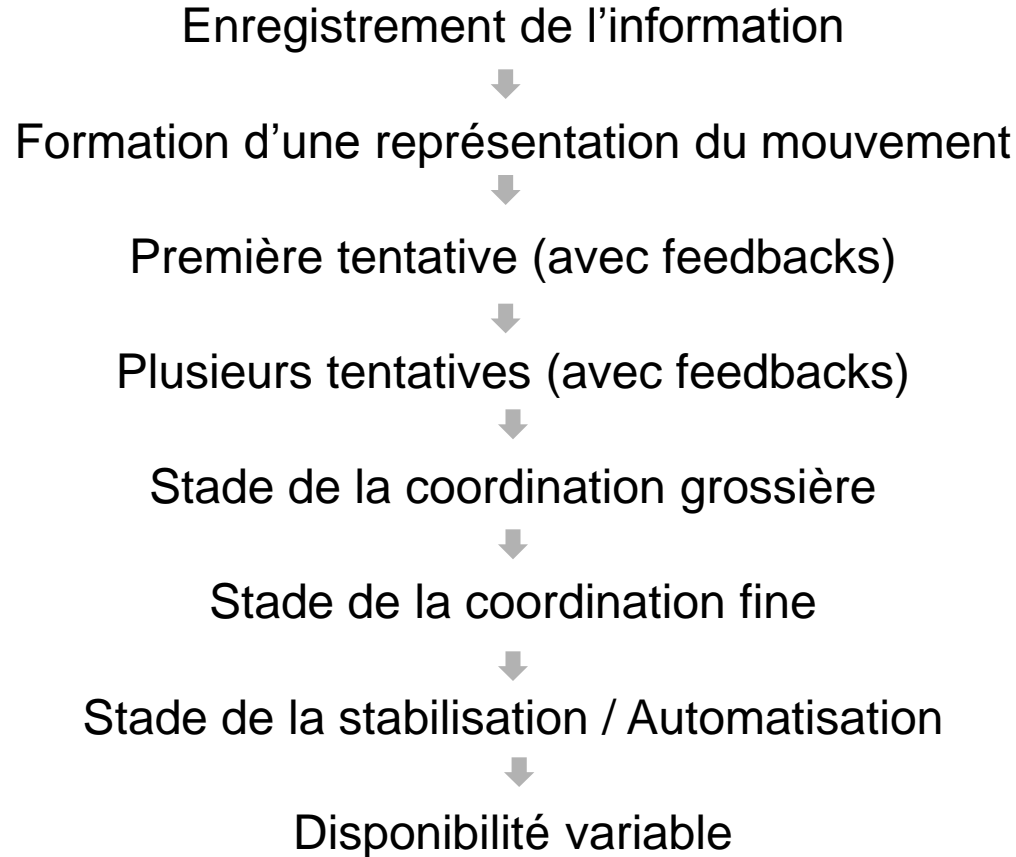 Enregistrement de l’information
Formation d’une représentation du mouvement
Première tentative (avec feedbacks)
Plusieurs tentatives (avec feedbacks)
Stade de la coordination grossière
Stade de la coordination fine
Stade de la stabilisation / Automatisation
Disponibilité variable